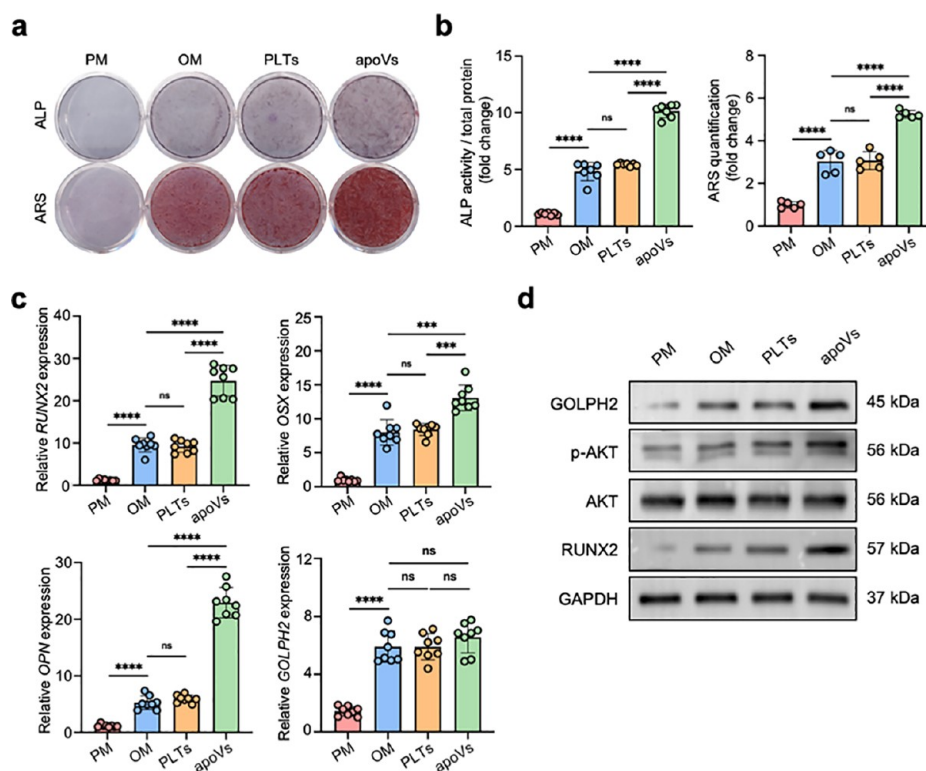 a
PM OM PLTs apoVs
ALP
ARS
b
ALP activity / total protein
(fold change)
15
10
5
0
****
****
****
ns
PM OM PLTs apoVs
ARS quantification
(fold change)
8
6
4
2
0
****
****
****
ns
PM OM PLTs apoVs
c
Relative RUNX2 expression
40
30
20
10
0
****
****
ns
****
PM OM PLTs apoVs
Relative OSX expression
20
15
10
5
0
***
***
ns
****
PM OM PLTs apoVs
Relative OPN expression
30
20
10
0
****
****
ns
****
PM OM PLTs apoVs
Relative GOLPH2 expression
12
9
6
3
0
ns
ns ns
****
PM OM PLTs apoVs
d
PM OM PLTs apoVs
GOLPH2 45 kDa
p-AKT 56 kDa
AKT 56 kDa
RUNX2 57 kDa
GAPDH 37 kDa